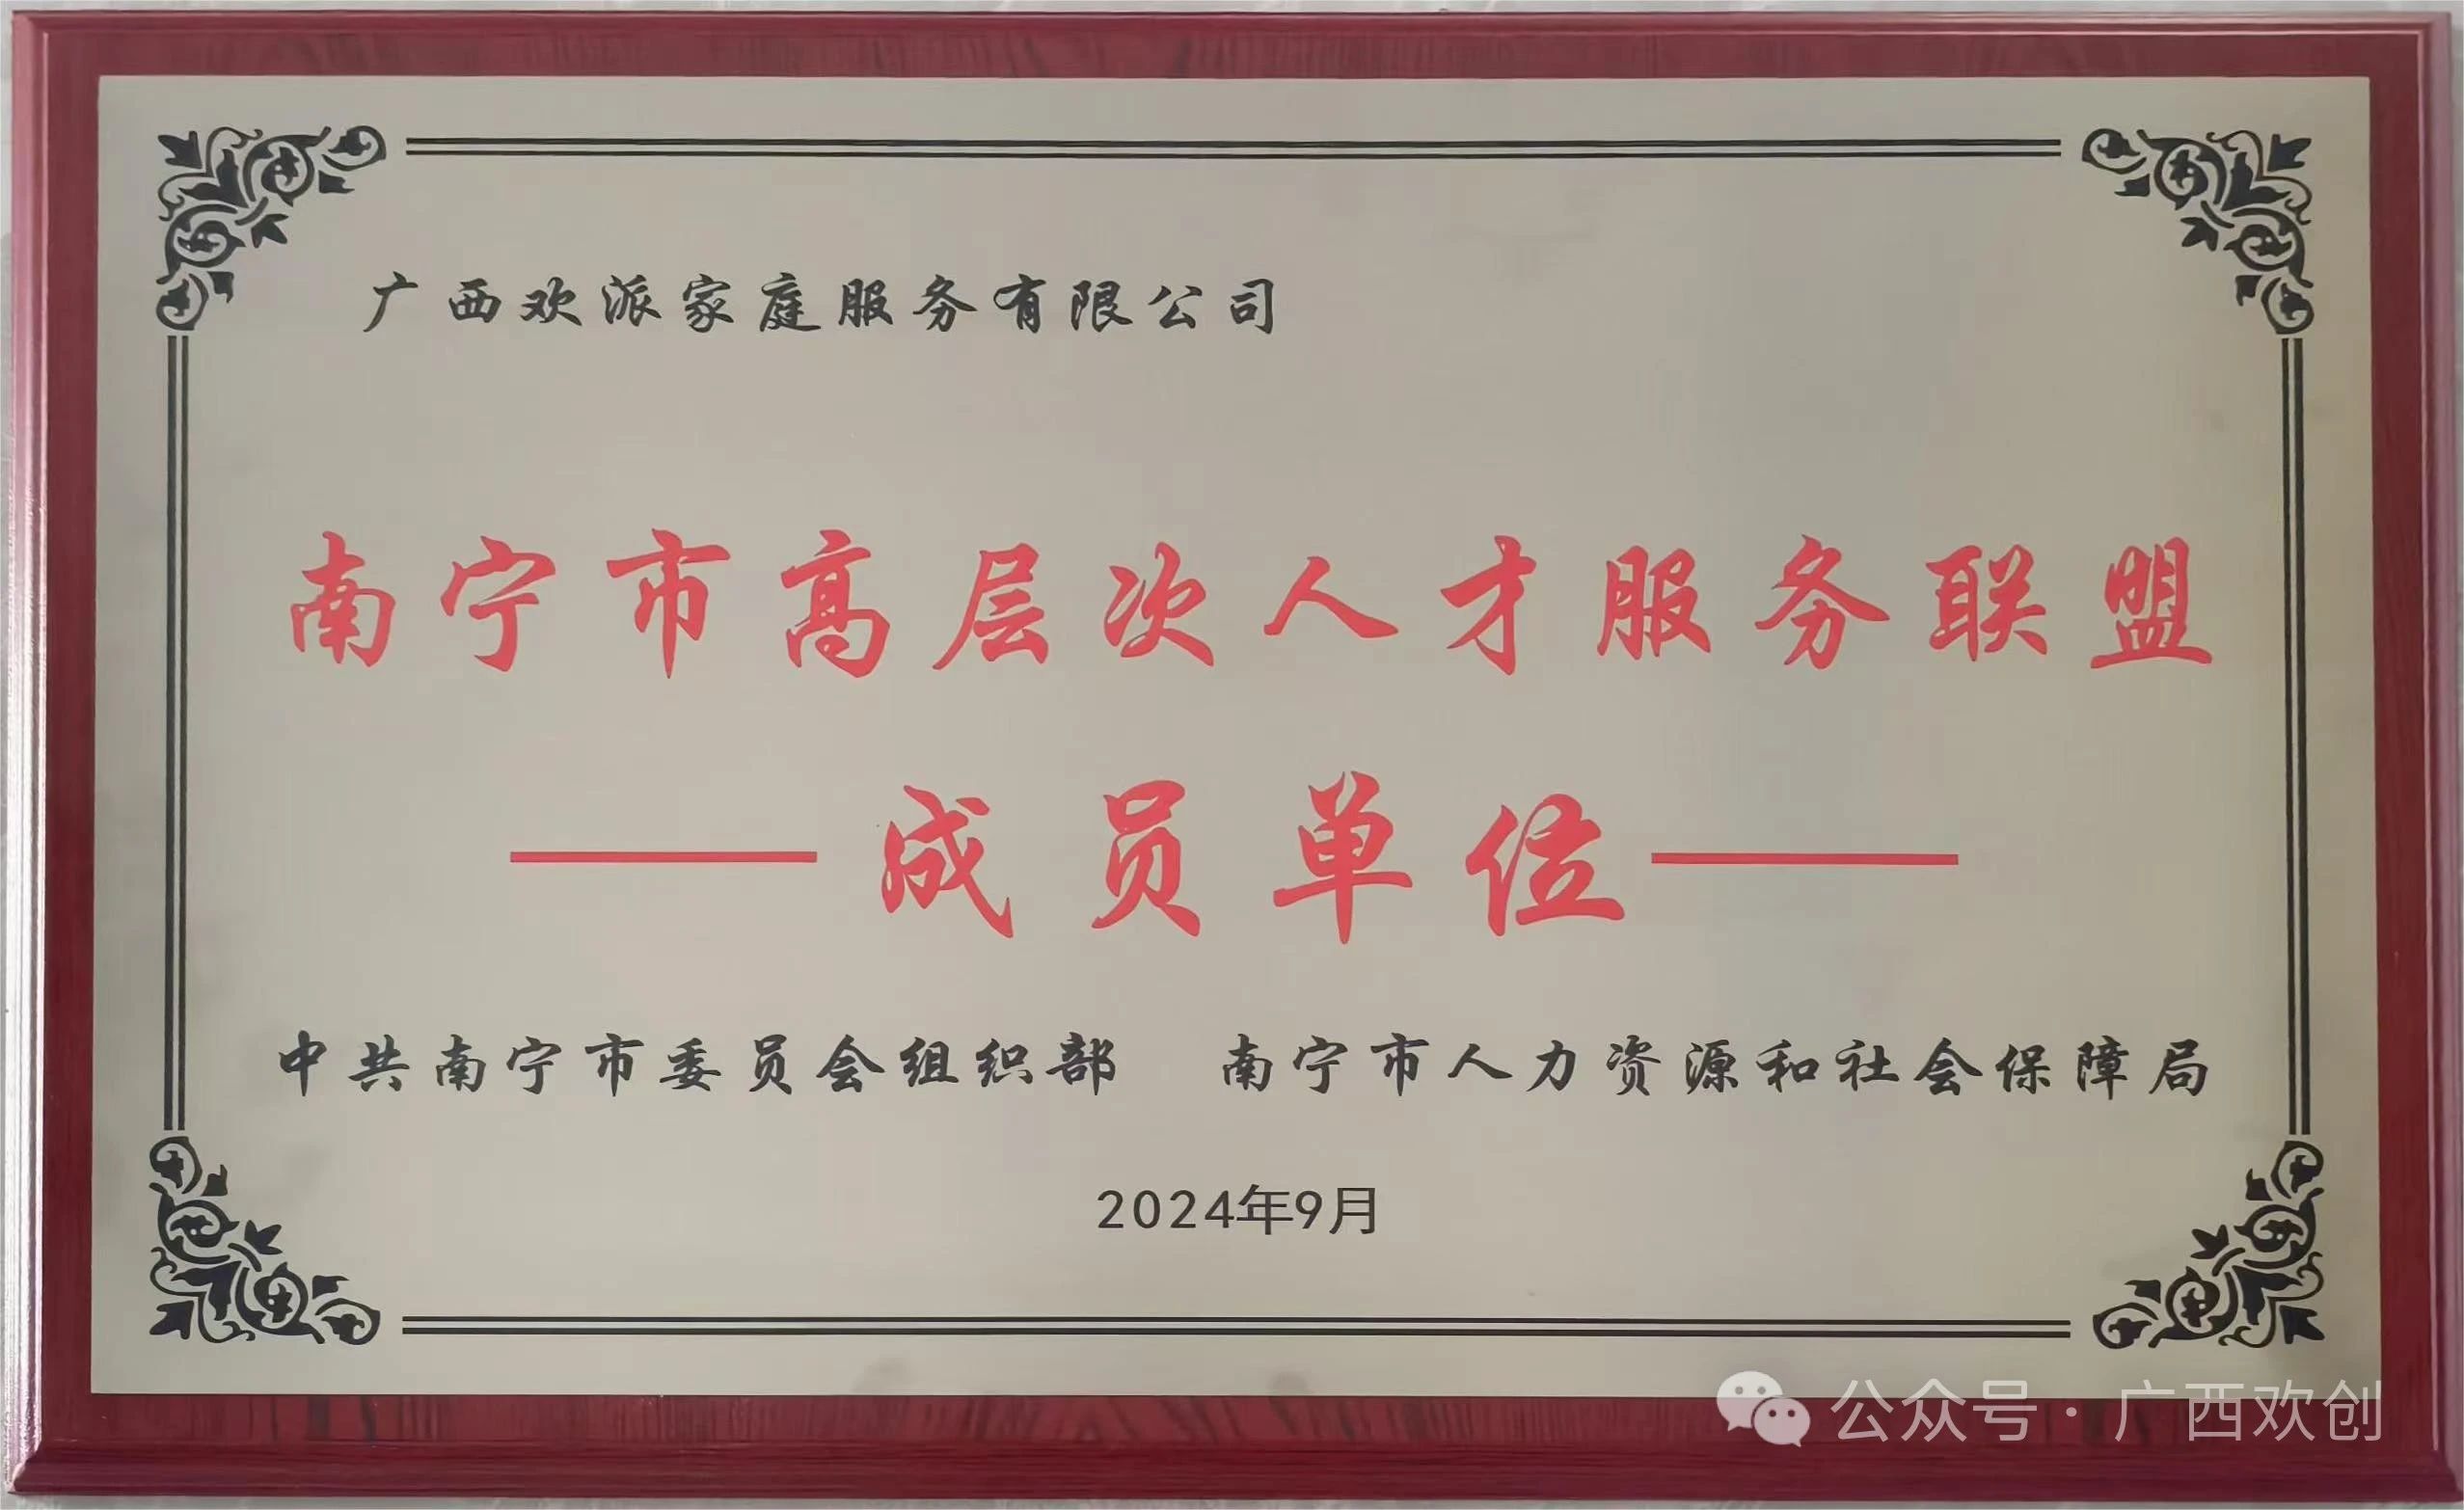 广西欢派家庭服务有限公司
南宁市高层次人才服务联盟
成员单位
中共南宁市委员会组织部 南宁市人力资源和社会保障局
2024年9月
公众号·广西欢创